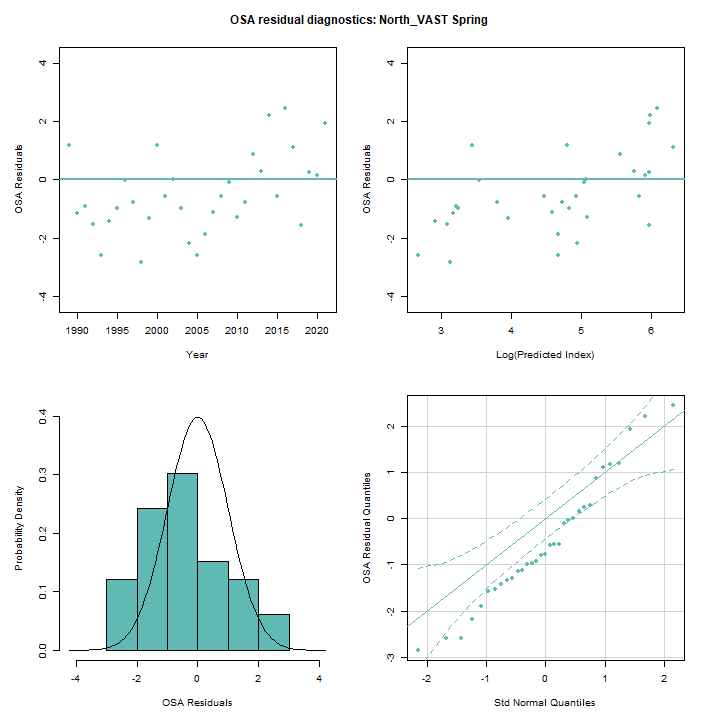 OSA residual diagnostics: North_VAST Spring
OSA Residuals
4
2
0
-2
-4
1990 1995 2000 2005 2010 2015 2020
Year
OSA Residuals
4
2
0
-2
-4
3 4 5 6
Log(Predicted Index)
Probability Density
0.4
0.3
0.2
0.1
0.0
-4 -2 0 2 4
OSA Residuals
OSA Residual Quantiles
2
1
0
-1
-2
-3
-2 -1 0 1 2
Std Normal Quantiles